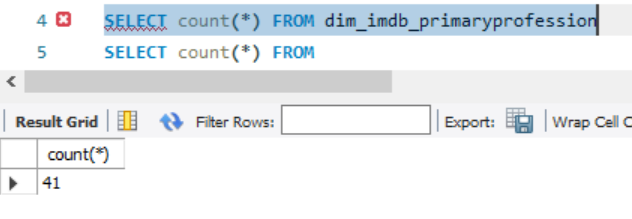 4 SELECT count(*) FROM dim_imdb_primaryprofession
5 SELECT count(*) FROM
Result Grid Filter Rows: Export: Wrap Cell C
count(*)
41